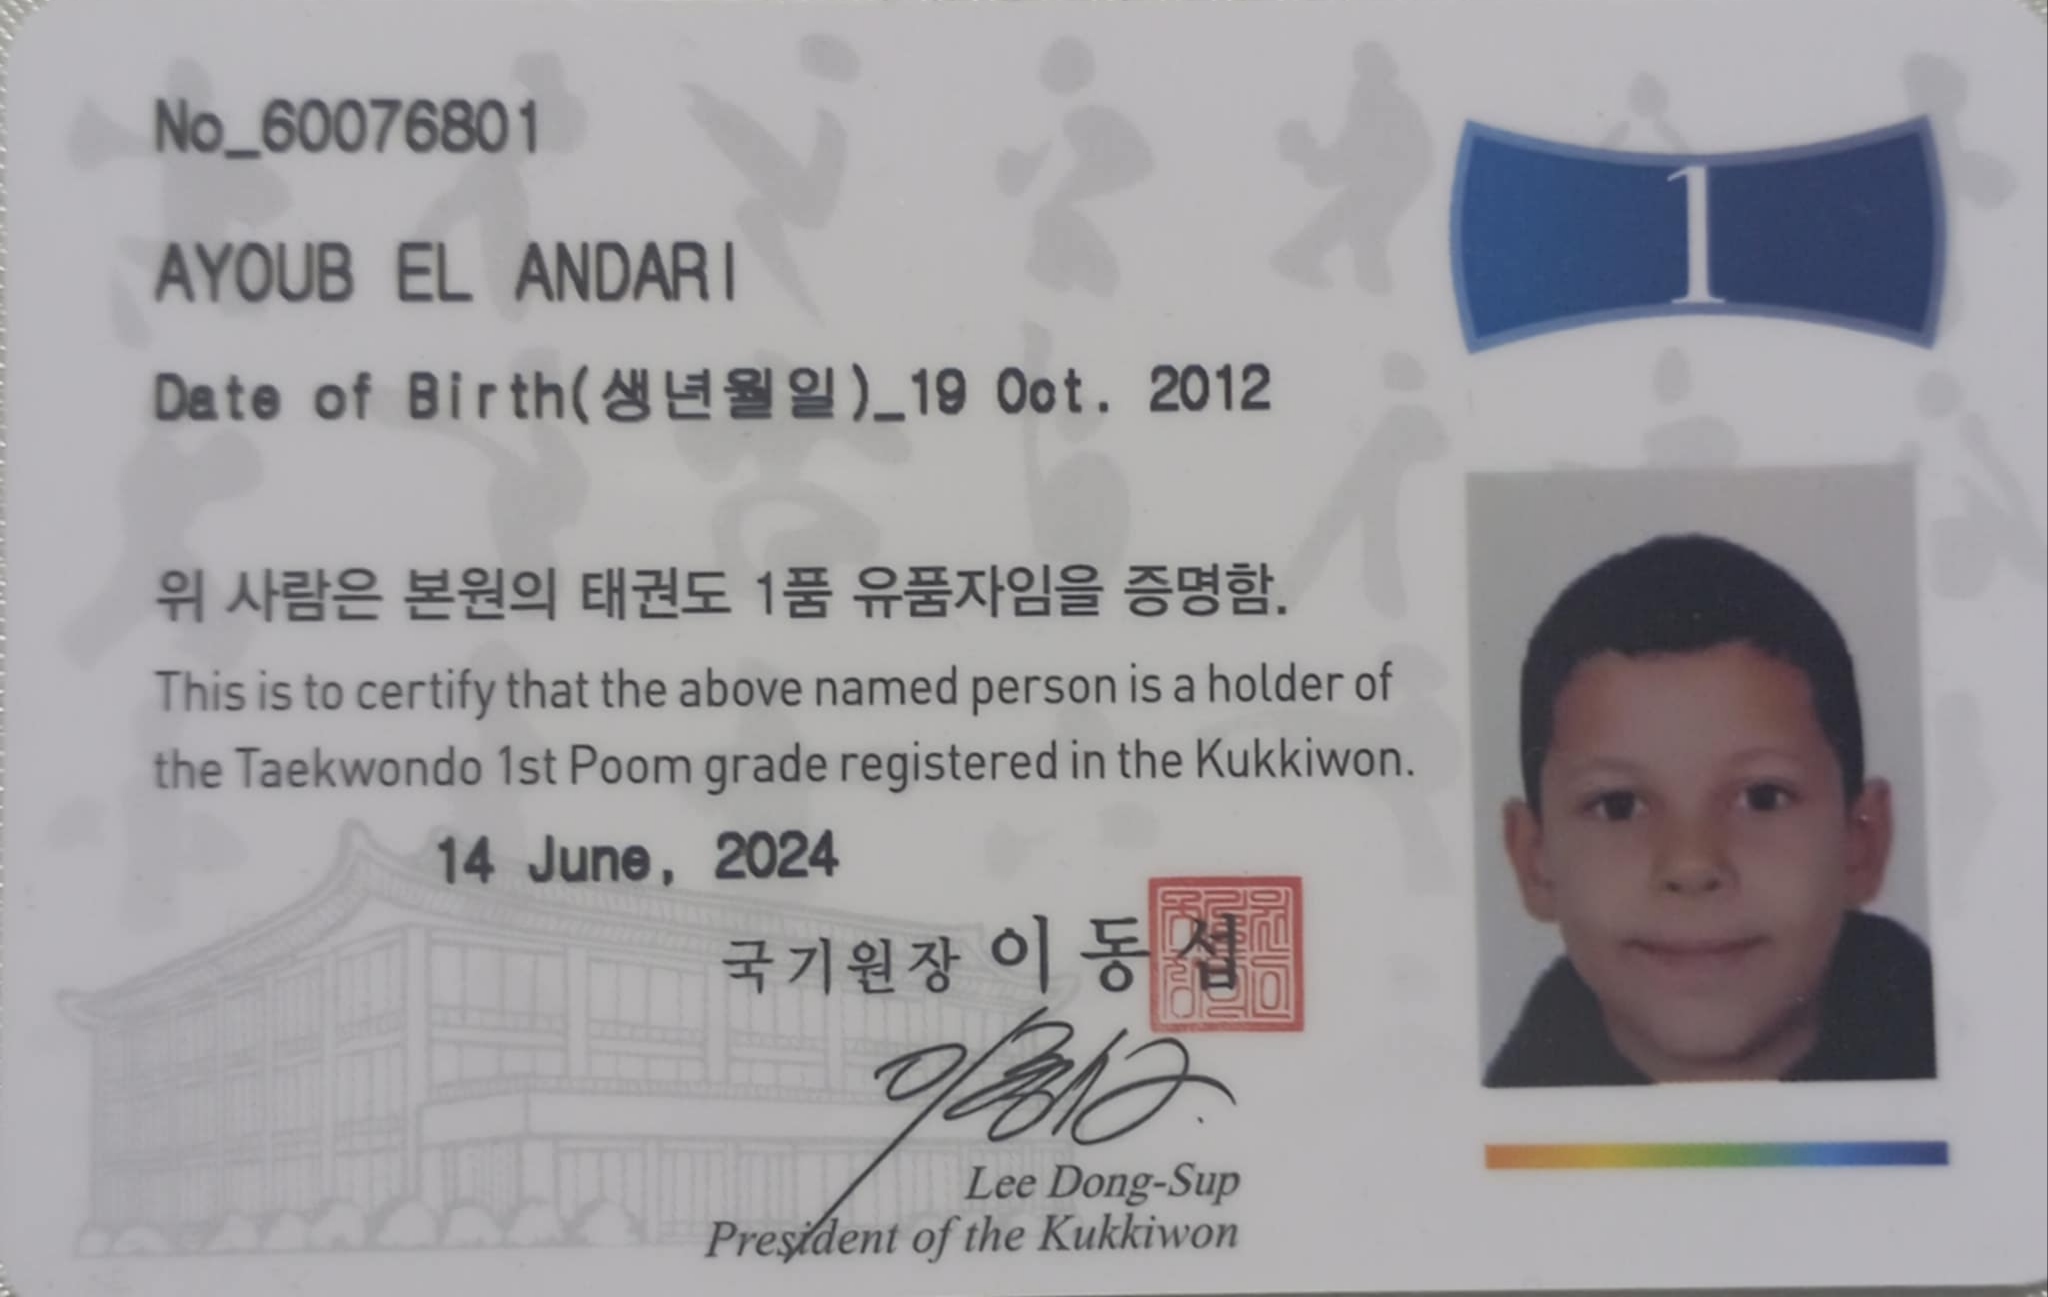 No_60076801
1
AYOUB EL ANDARI
Date of Birth(생년월일)_19 Oct. 2012
위 사람은 본원의 태권도 1품 유품자임을 증명함.
This is to certify that the above named person is a holder of
the Taekwondo 1st Poom grade registered in the Kukkiwon.
14 June, 2024
국기원장 이동섭
Lee Dong-Sup
President of the Kukkiwon